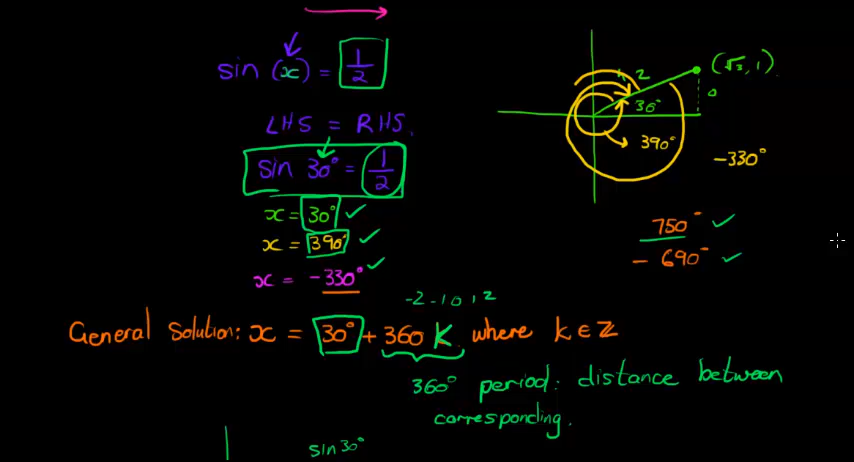 sin (x) = 1/2
LHS = RHS.
sin 30° = 1/2
x = 30° ✓
x = 390° ✓
x = -330° ✓
2
(√3, 1)
30°
390°
-330°
750° ✓
- 690° ✓
-2 -1 0 1 2
General Solution: x = 30° + 360 K where k ∈ ℤ
360° period: distance between
corresponding.
sin 30°